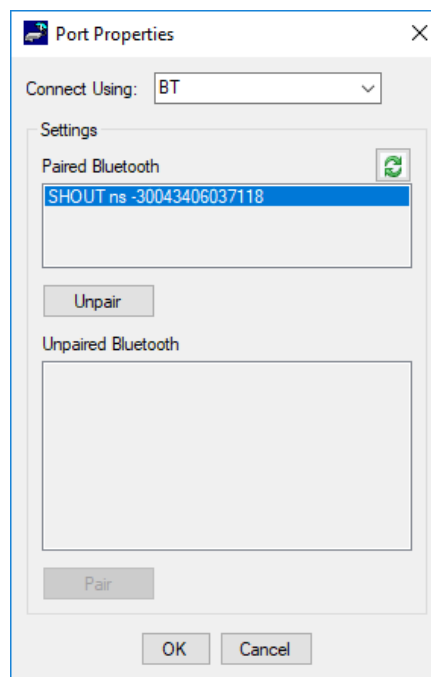 Port Properties
Connect Using: BT
Settings
Paired Bluetooth
SHOUT ns -30043406037118
Unpair
Unpaired Bluetooth
Pair
OK Cancel